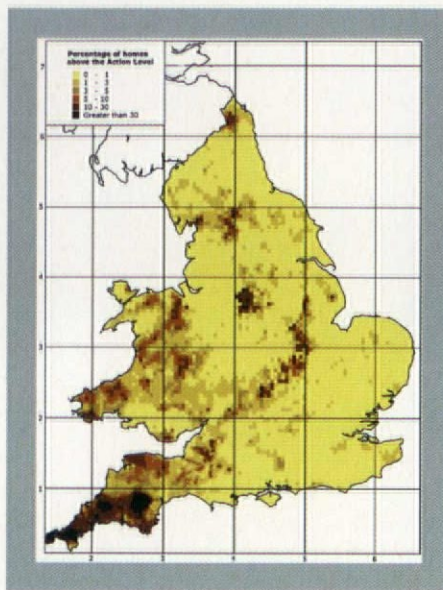 Percentage of homes
above the Action Level
0 - 1
1 - 3
3 - 5
5 - 10
10 - 30
Greater than 30
7
6
5
4
3
2
1
2
3
4
5
6